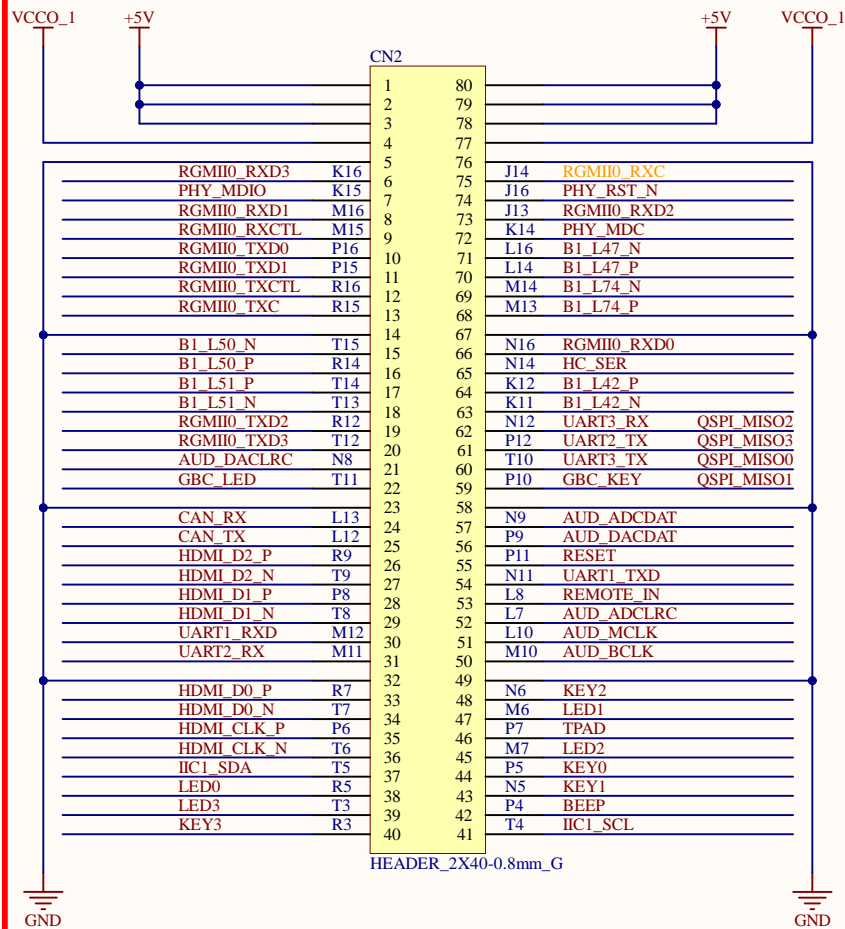 VCCO_1 +5V +5V VCCO_1
CN2
1 80
2 79
3 78
4 77
5 76
RGMII0_RXD3 K16 6 75 J14 RGMII0_RXC
PHY_MDIO K15 7 74 J16 PHY_RST_N
RGMII0_RXD1 M16 8 73 J13 RGMII0_RXD2
RGMII0_RXCTL M15 9 72 K14 PHY_MDC
RGMII0_TXD0 P16 10 71 L16 B1_L47_N
RGMII0_TXD1 P15 11 70 L14 B1_L47_P
RGMII0_TXCTL R16 12 69 M14 B1_L74_N
RGMII0_TXC R15 13 68 M13 B1_L74_P
14 67
B1_L50_N T15 15 66 N16 RGMII0_RXD0
B1_L50_P R14 16 65 N14 HC_SER
B1_L51_P T14 17 64 K12 B1_L42_P
B1_L51_N T13 18 63 K11 B1_L42_N
RGMII0_TXD2 R12 19 62 N12 UART3_RX QSPI_MISO2
RGMII0_TXD3 T12 20 61 P12 UART2_TX QSPI_MISO3
AUD_DACLRC N8 21 60 T10 UART3_TX QSPI_MISO0
GBC_LED T11 22 59 P10 GBC_KEY QSPI_MISO1
23 58
CAN_RX L13 24 57 N9 AUD_ADCDAT
CAN_TX L12 25 56 P9 AUD_DACDAT
HDMI_D2_P R9 26 55 P11 RESET
HDMI_D2_N T9 27 54 N11 UART1_TXD
HDMI_D1_P P8 28 53 L8 REMOTE_IN
HDMI_D1_N T8 29 52 L7 AUD_ADCLRC
UART1_RXD M12 30 51 L10 AUD_MCLK
UART2_RX M11 31 50 M10 AUD_BCLK
32 49
HDMI_D0_P R7 33 48 N6 KEY2
HDMI_D0_N T7 34 47 M6 LED1
HDMI_CLK_P P6 35 46 P7 TPAD
HDMI_CLK_N T6 36 45 M7 LED2
IIC1_SDA T5 37 44 P5 KEY0
LED0 R5 38 43 N5 KEY1
LED3 T3 39 42 P4 BEEP
KEY3 R3 40 41 T4 IIC1_SCL
HEADER_2X40-0.8mm_G
GND GND